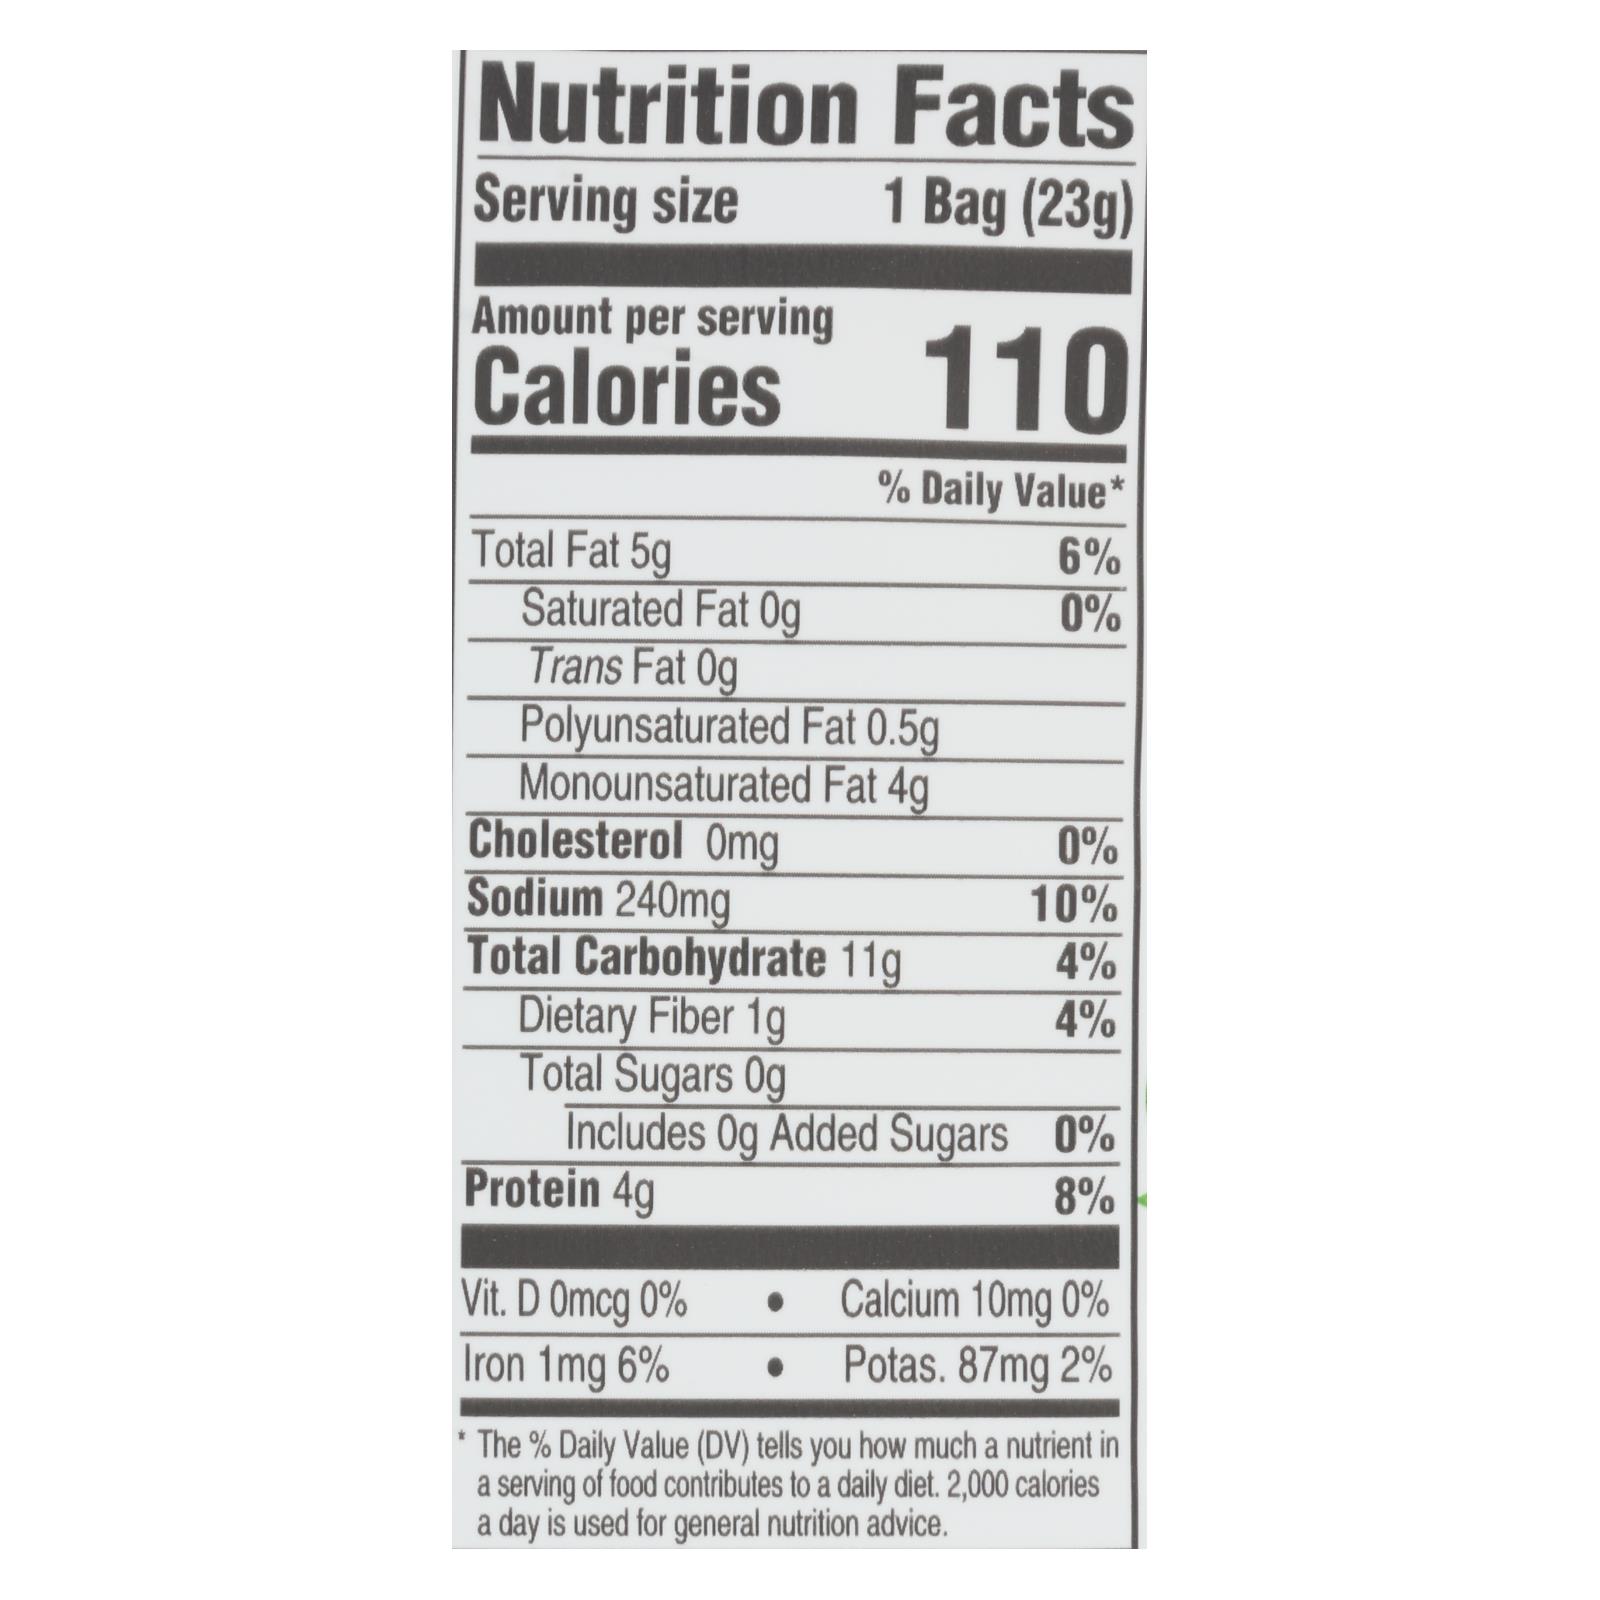 Nutrition Facts
Serving size 1 Bag (23g)
Amount per serving
Calories 110
% Daily Value*
Total Fat 5g 6%
Saturated Fat 0g 0%
Trans Fat 0g
Polyunsaturated Fat 0.5g
Monounsaturated Fat 4g
Cholesterol 0mg 0%
Sodium 240mg 10%
Total Carbohydrate 11g 4%
Dietary Fiber 1g 4%
Total Sugars 0g
Includes 0g Added Sugars 0%
Protein 4g 8%
Vit. D 0mcg 0% • Calcium 10mg 0%
Iron 1mg 6% • Potas. 87mg 2%
* The % Daily Value (DV) tells you how much a nutrient in
a serving of food contributes to a daily diet. 2,000 calories
a day is used for general nutrition advice.